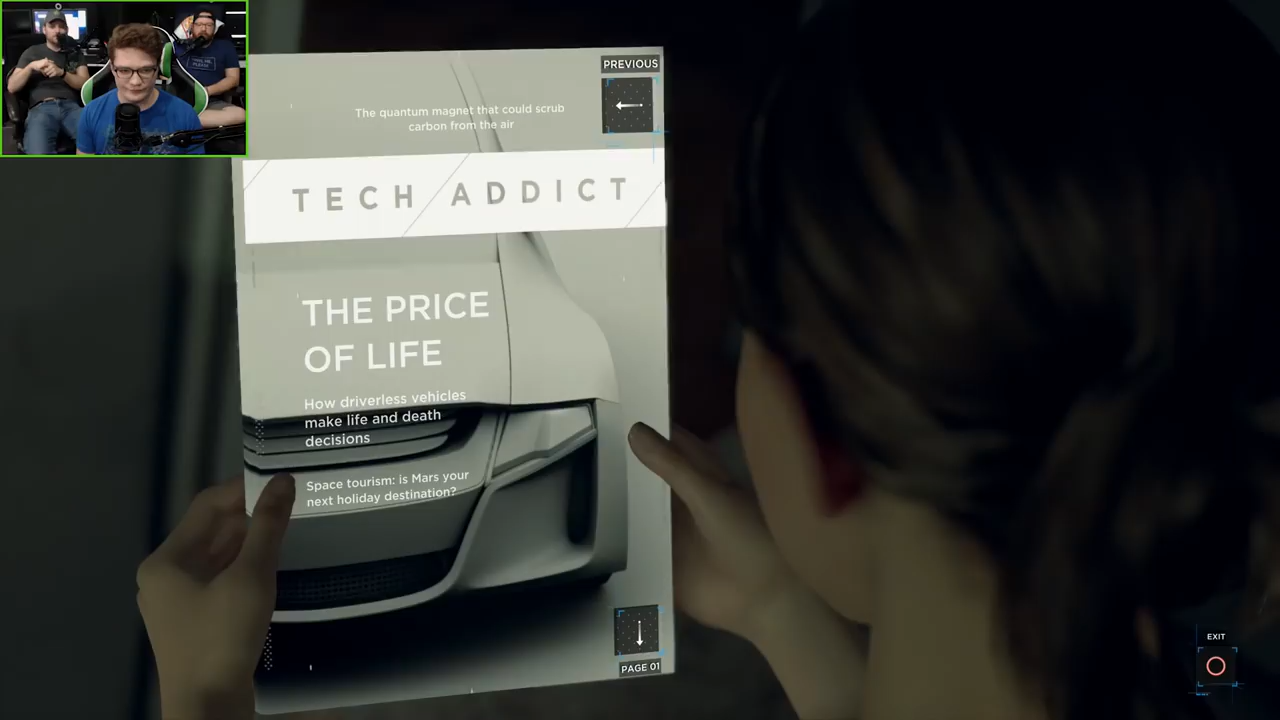 PREVIOUS
The quantum magnet that could scrub
carbon from the air
TECH ADDICT
THE PRICE
OF LIFE
How driverless vehicles
make life and death
decisions
Space tourism: is Mars your
next holiday destination?
EXIT
PAGE 01